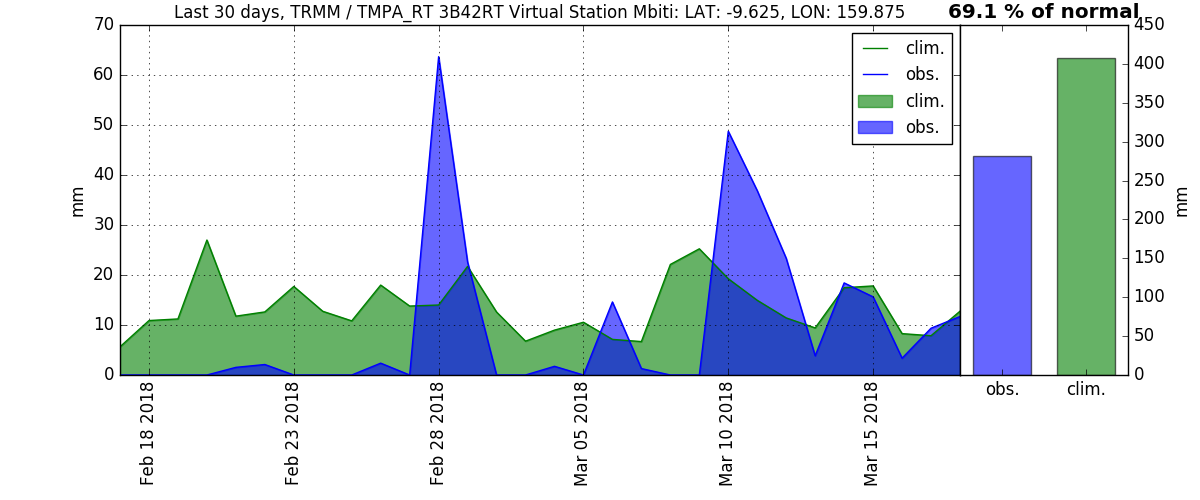 Last 30 days, TRMM / TMPA_RT 3B42RT Virtual Station Mbiti: LAT: -9.625, LON: 159.875
69.1 % of normal
70
60
50
40
30
20
10
0
mm
clim.
obs.
clim.
obs.
Feb 18 2018
Feb 23 2018
Feb 28 2018
Mar 05 2018
Mar 10 2018
Mar 15 2018
450
400
350
300
250
200
150
100
50
0
mm
obs.
clim.